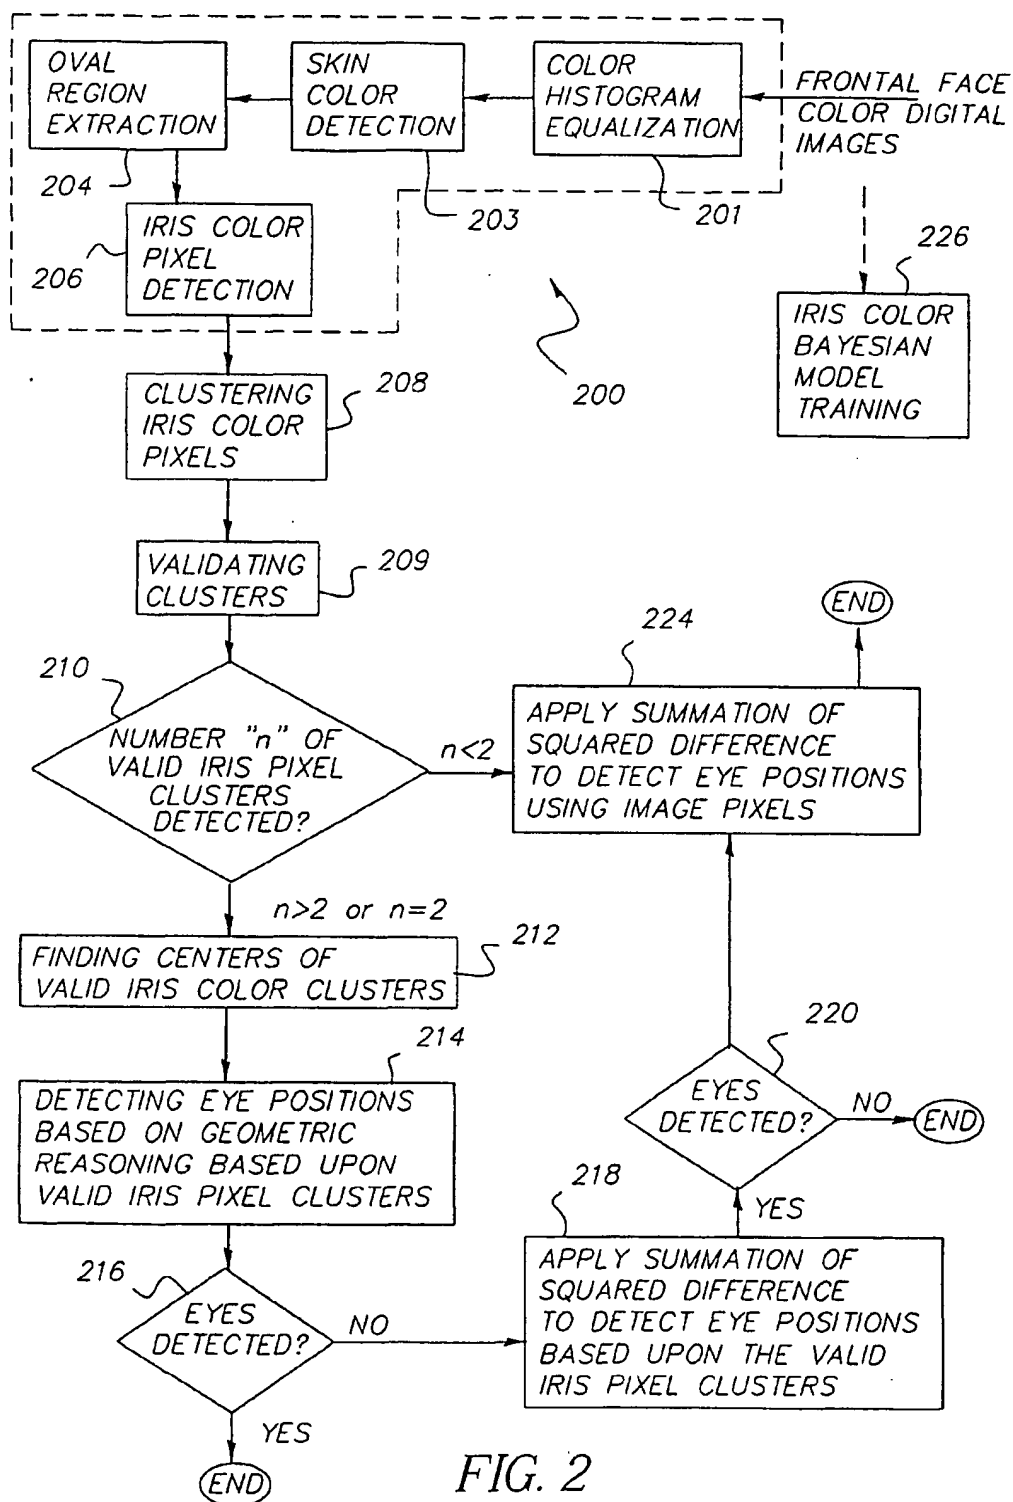 OVAL
REGION
EXTRACTION
SKIN
COLOR
DETECTION
COLOR
HISTOGRAM
EQUALIZATION
FRONTAL FACE
COLOR DIGITAL
IMAGES
204
203
201
206
IRIS COLOR
PIXEL
DETECTION
226
IRIS COLOR
BAYESIAN
MODEL
TRAINING
200
CLUSTERING
IRIS COLOR
PIXELS
208
VALIDATING
CLUSTERS
209
END
224
210
NUMBER "n" OF
VALID IRIS PIXEL
CLUSTERS
DETECTED?
n<2
APPLY SUMMATION OF
SQUARED DIFFERENCE
TO DETECT EYE POSITIONS
USING IMAGE PIXELS
n>2 or n=2
FINDING CENTERS OF
VALID IRIS COLOR CLUSTERS
212
214
DETECTING EYE POSITIONS
BASED ON GEOMETRIC
REASONING BASED UPON
VALID IRIS PIXEL CLUSTERS
220
EYES
DETECTED?
NO
END
YES
218
216
EYES
DETECTED?
NO
APPLY SUMMATION OF
SQUARED DIFFERENCE
TO DETECT EYE POSITIONS
BASED UPON THE VALID
IRIS PIXEL CLUSTERS
YES
END
FIG. 2